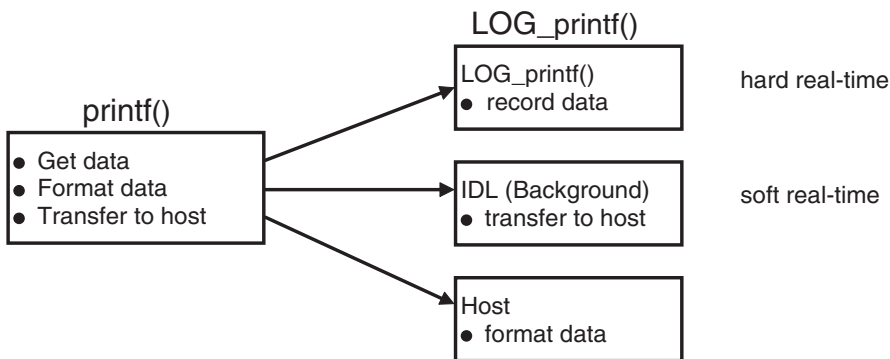 LOG_printf()
LOG_printf()
● record data
hard real-time
printf()
● Get data
● Format data
● Transfer to host
IDL (Background)
● transfer to host
soft real-time
Host
● format data